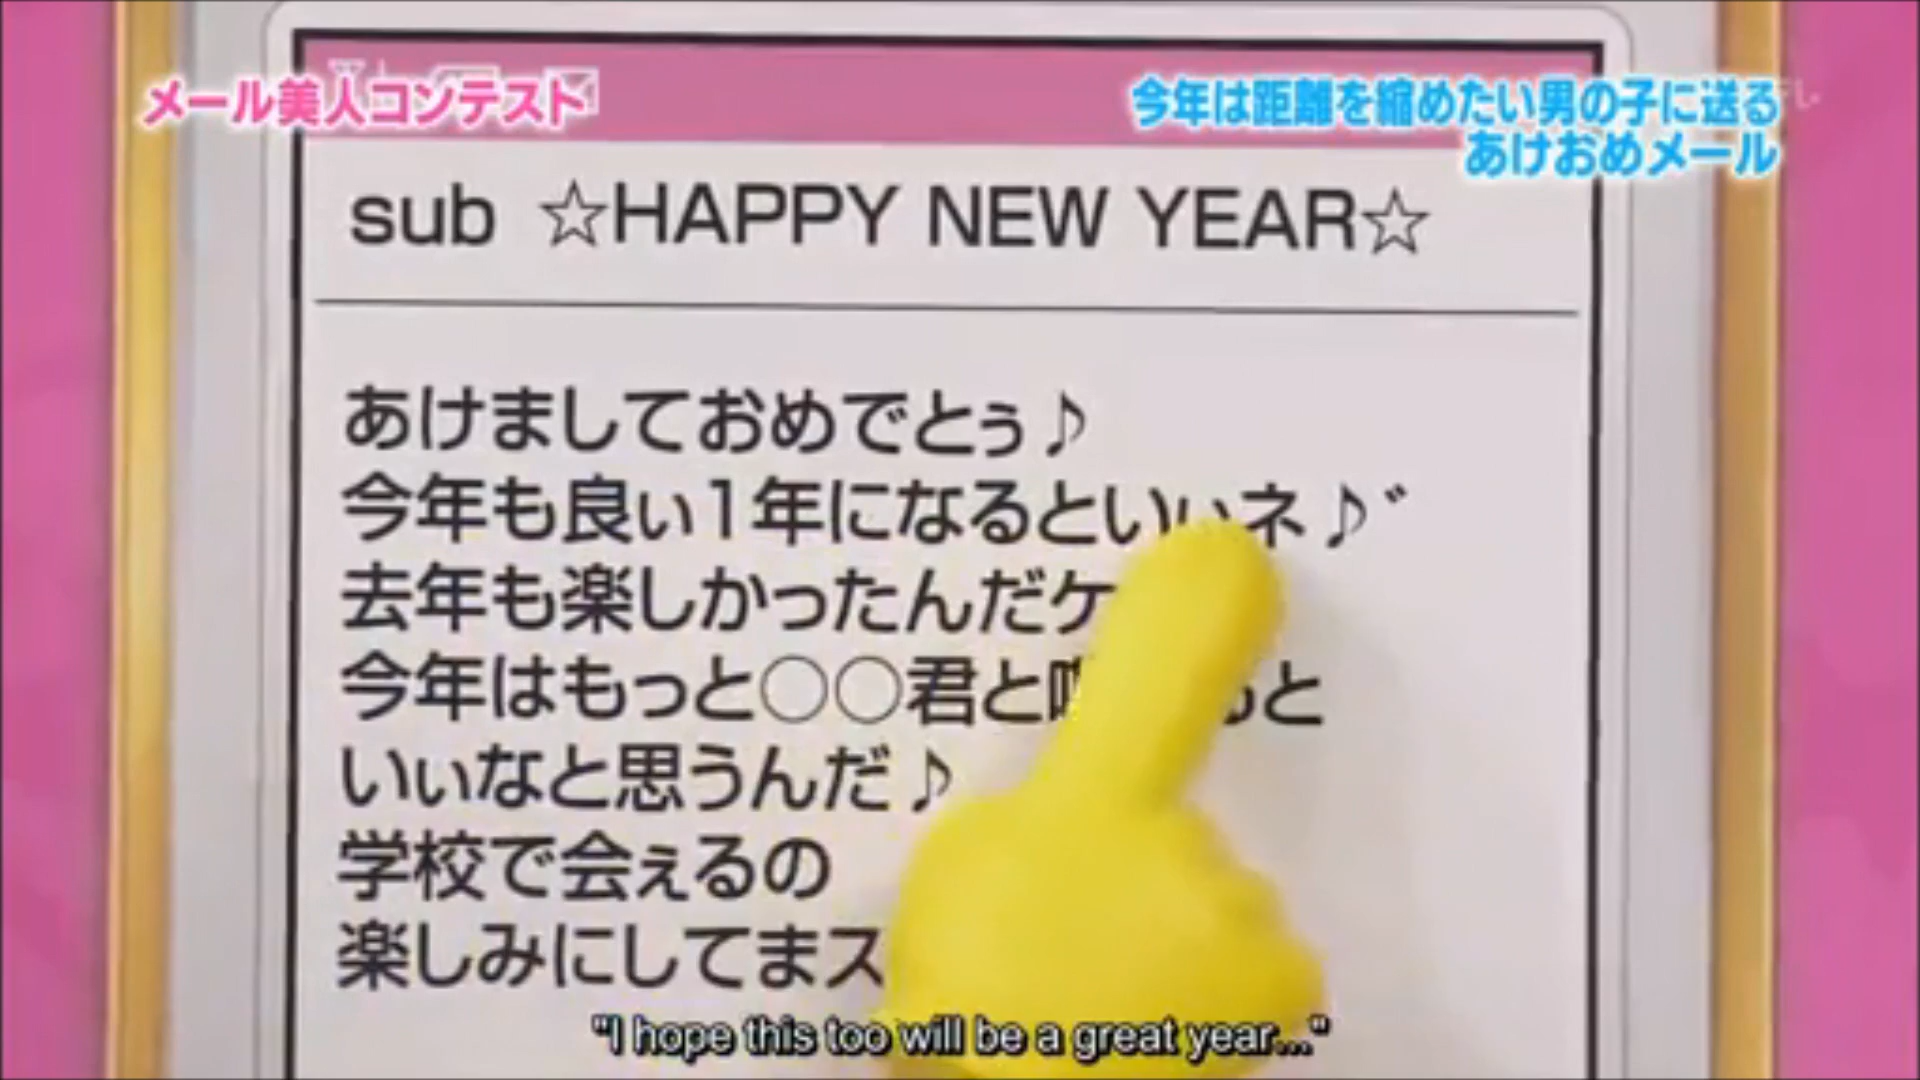 メール美人コンテスト
今年は距離を縮めたい男の子に送る
あけおめメール
sub ☆HAPPY NEW YEAR☆
あけましておめでとぅ♪
今年も良ぃ1年になるといぃネ♪゛
去年も楽しかったんだケ
今年はもっと○○君と と
いぃなと思うんだ♪
学校で会ぇるの
楽しみにしてまス
"I hope this too will be a great year..."